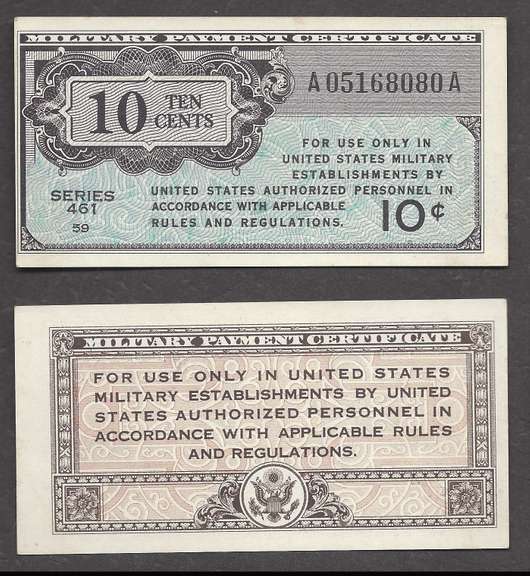 MILITARY PAYMENT CERTIFICATE
A05168080A
10 TEN
CENTS
FOR USE ONLY IN
UNITED STATES MILITARY
ESTABLISHMENTS BY
UNITED STATES AUTHORIZED PERSONNEL IN
ACCORDANCE WITH APPLICABLE
RULES AND REGULATIONS.
SERIES
461
59
10¢
MILITARY PAYMENT CERTIFICATE
FOR USE ONLY IN UNITED STATES
MILITARY ESTABLISHMENTS BY UNITED
STATES AUTHORIZED PERSONNEL IN
ACCORDANCE WITH APPLICABLE RULES
AND REGULATIONS.